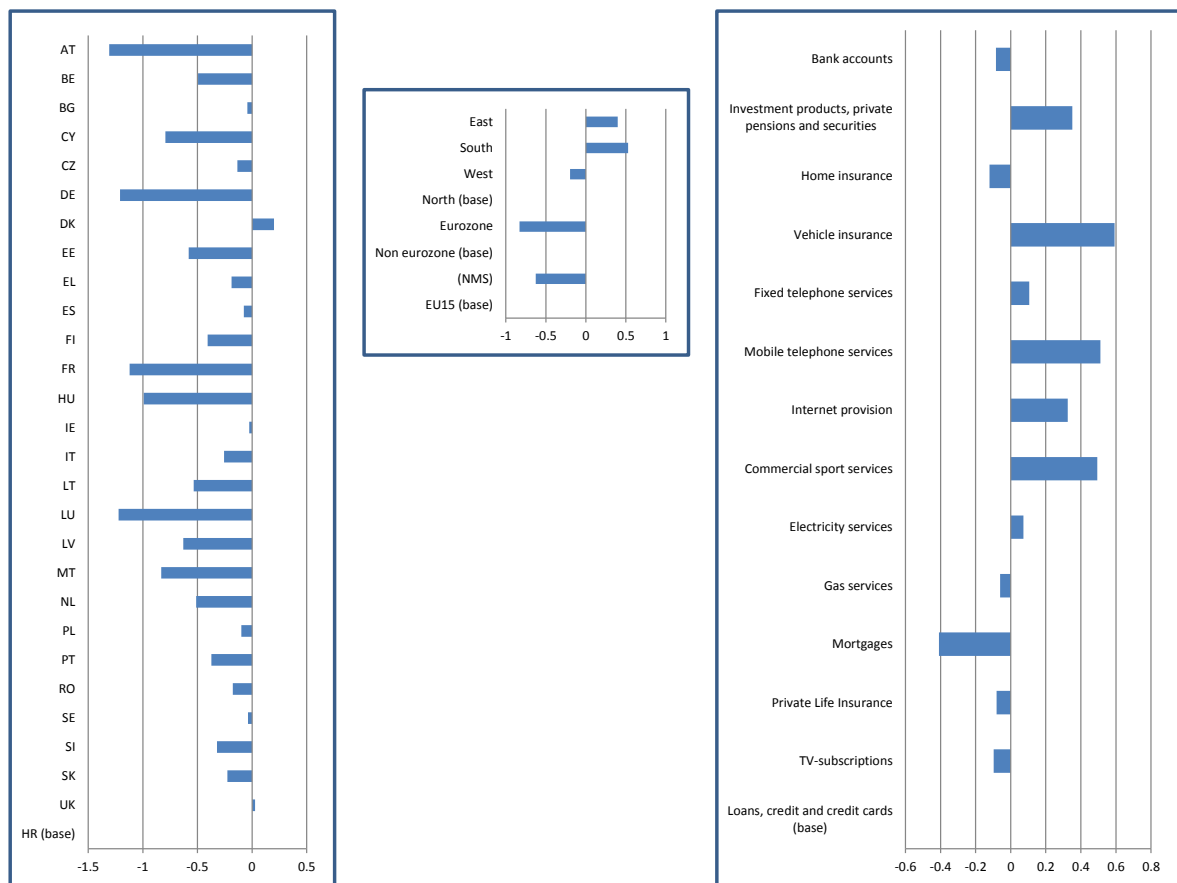 AT
BE
BG
CY
CZ
DE
DK
EE
EL
ES
FI
FR
HU
IE
IT
LT
LU
LV
MT
NL
PL
PT
RO
SE
SI
SK
UK
HR (base)
-1.5 -1 -0.5 0 0.5
East
South
West
North (base)
Eurozone
Non eurozone (base)
(NMS)
EU15 (base)
-1 -0.5 0 0.5 1
Bank accounts
Investment products, private
pensions and securities
Home insurance
Vehicle insurance
Fixed telephone services
Mobile telephone services
Internet provision
Commercial sport services
Electricity services
Gas services
Mortgages
Private Life Insurance
TV-subscriptions
Loans, credit and credit cards
(base)
-0.6 -0.4 -0.2 0 0.2 0.4 0.6 0.8